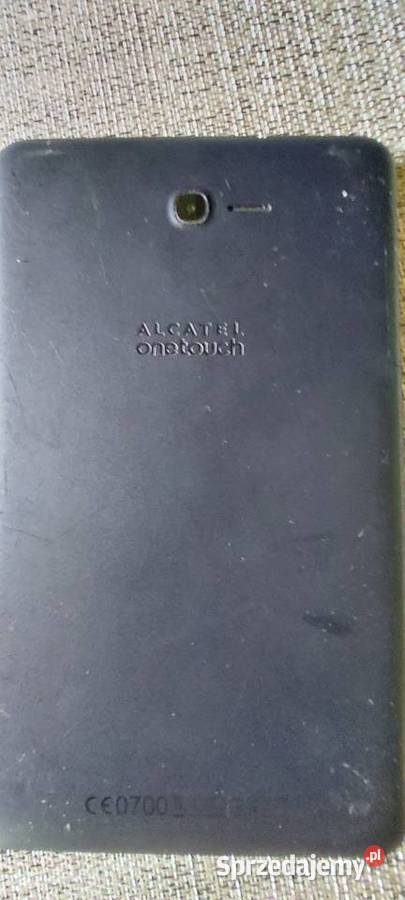 ALCATEL
onetouch
CE0700
Sprzedajemy.pl